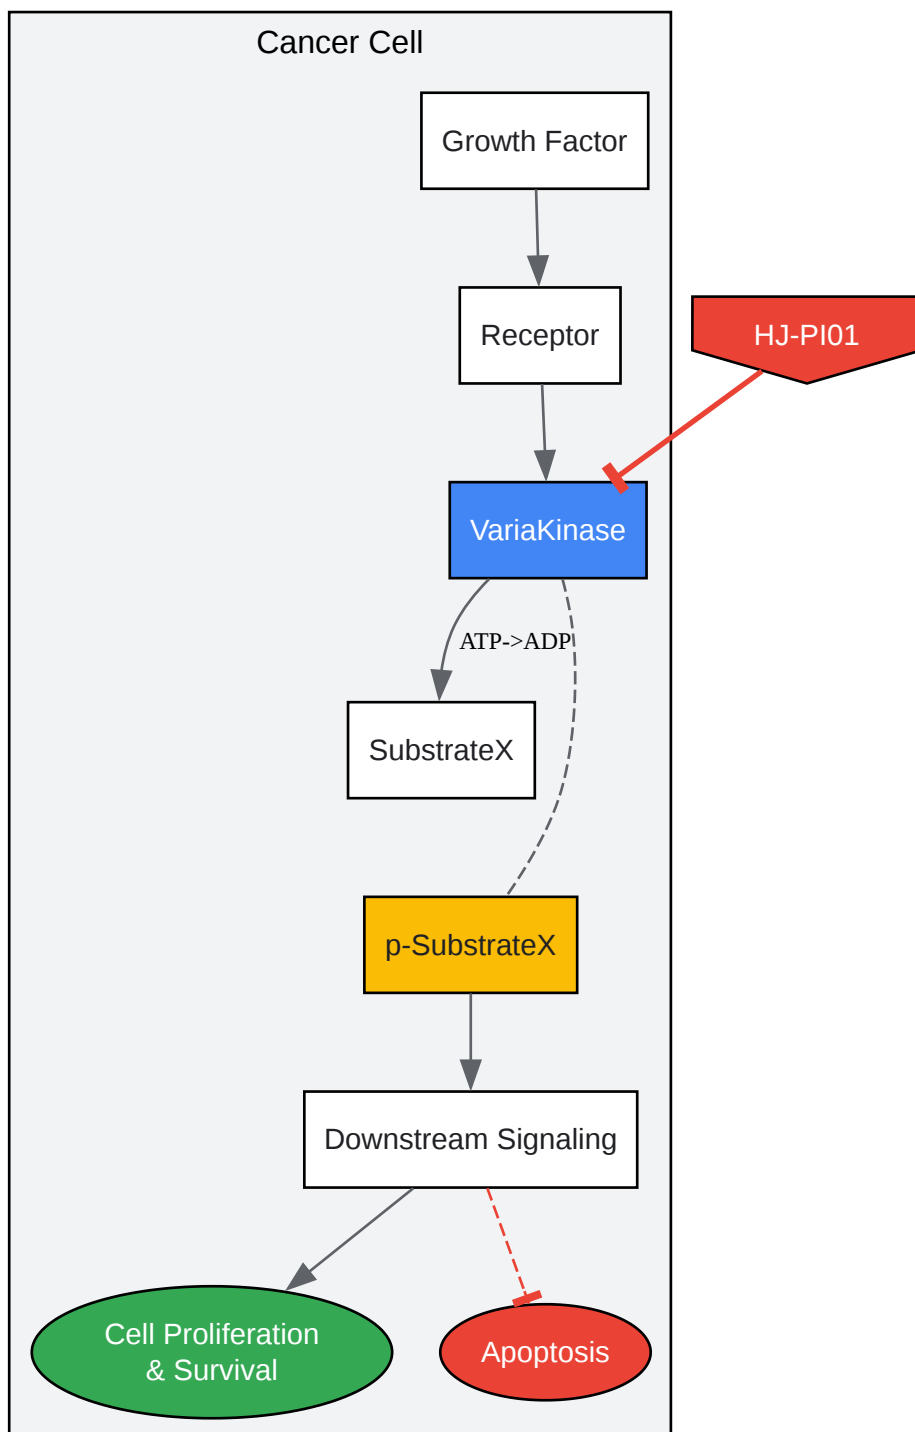 Cancer Cell
Growth Factor
Receptor
HJ-PI01
VariaKinase
ATP->ADP
SubstrateX
p-SubstrateX
Downstream Signaling
Cell Proliferation
& Survival
Apoptosis